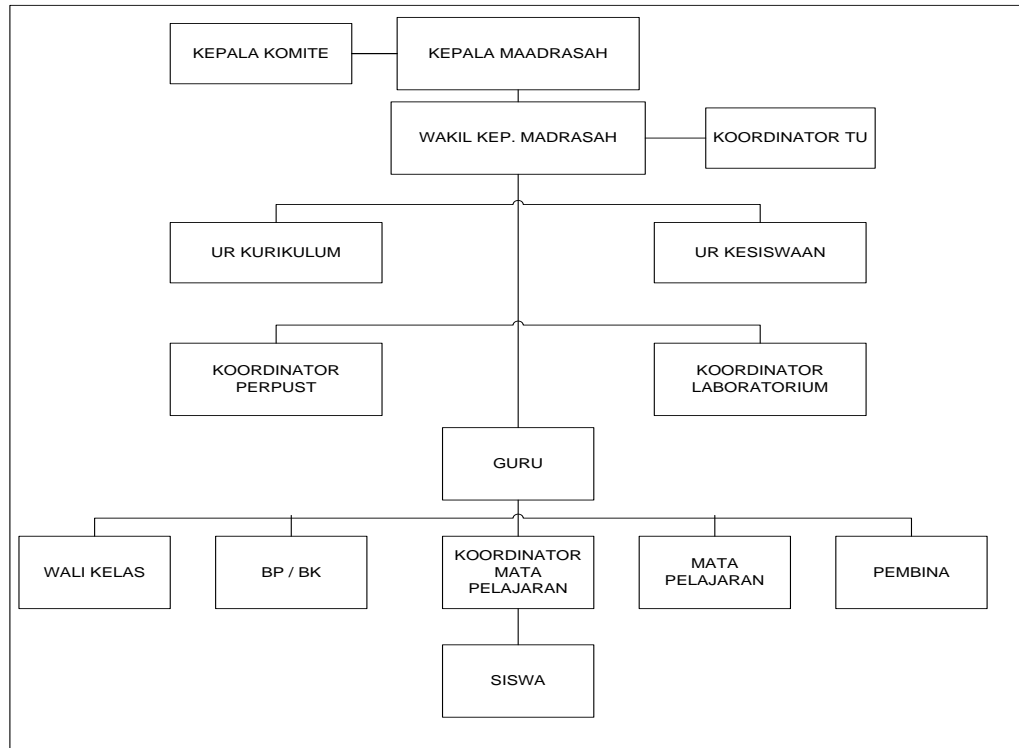 KEPALA KOMITE
KEPALA MAADRASAH
WAKIL KEP. MADRASAH
KOORDINATOR TU
UR KURIKULUM
UR KESISWAAN
KOORDINATOR
PERPUST
KOORDINATOR
LABORATORIUM
GURU
WALI KELAS
BP / BK
KOORDINATOR
MATA
PELAJARAN
MATA
PELAJARAN
PEMBINA
SISWA